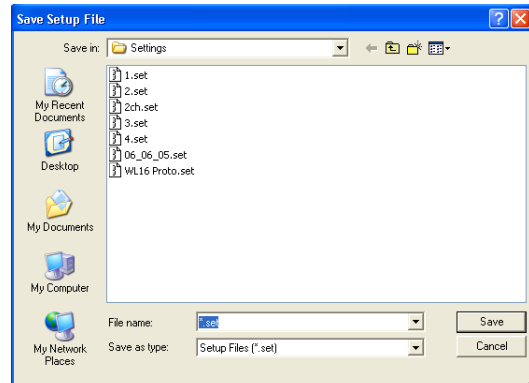 Save Setup File
Save in:
Settings
1.set
2.set
2ch.set
3.set
4.set
06_06_05.set
WL16 Proto.set
My Recent
Documents
Desktop
My Documents
My Computer
My Network
Places
File name:
*.set
Save
Save as type:
Setup Files (*.set)
Cancel